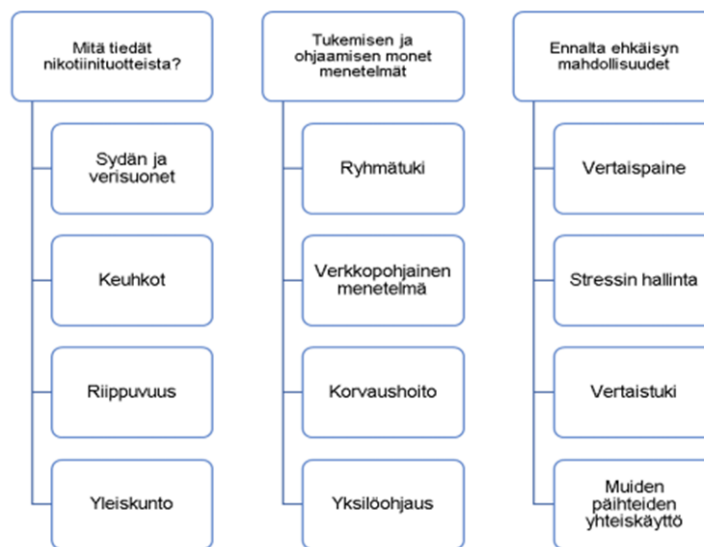 Mitä tiedät
nikotiinituotteista?
Sydän ja
verisuonet
Keuhkot
Riippuvuus
Yleiskunto
Tukemisen ja
ohjaamisen monet
menetelmät
Ryhmätuki
Verkkopohjainen
menetelmä
Korvaushoito
Yksilöohjaus
Ennalta ehkäisyn
mahdollisuudet
Vertaispaine
Stressin hallinta
Vertaistuki
Muiden
päihteiden
yhteiskäyttö